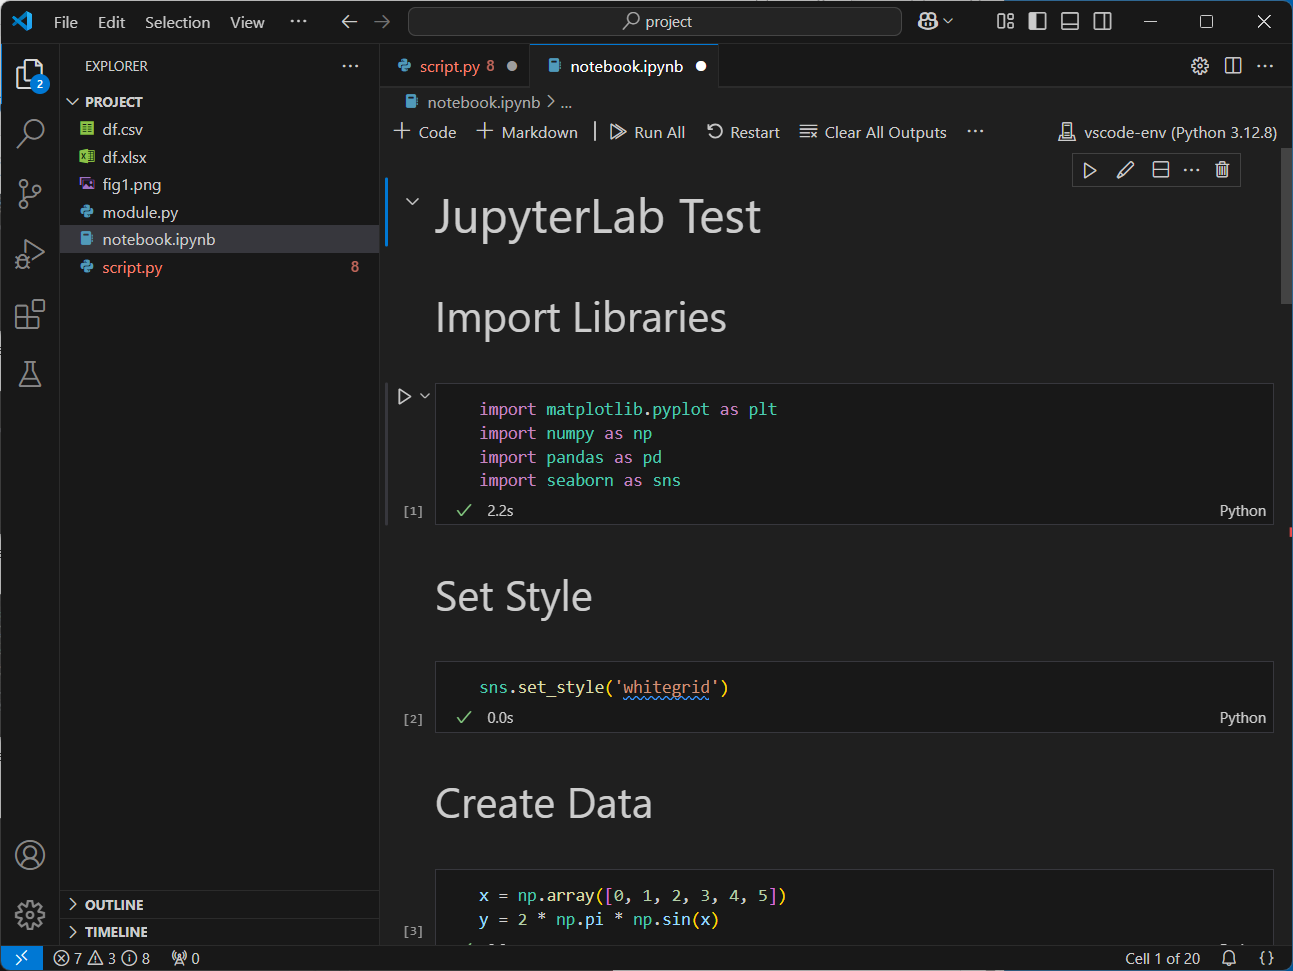 File Edit Selection View ··· project
EXPLORER ···
2
PROJECT
df.csv
df.xlsx
fig1.png
module.py
notebook.ipynb
script.py 8
OUTLINE
TIMELINE
script.py 8
notebook.ipynb
···
notebook.ipynb > ...
+ Code + Markdown | Run All Restart Clear All Outputs ··· vscode-env (Python 3.12.8)
···
JupyterLab Test
Import Libraries
import matplotlib.pyplot as plt
import numpy as np
import pandas as pd
import seaborn as sns
[1] 2.2s Python
Set Style
sns.set_style('whitegrid')
[2] 0.0s Python
Create Data
x = np.array([0, 1, 2, 3, 4, 5])
y = 2 * np.pi * np.sin(x)
[3]
7 3 8 0 Cell 1 of 20 {}